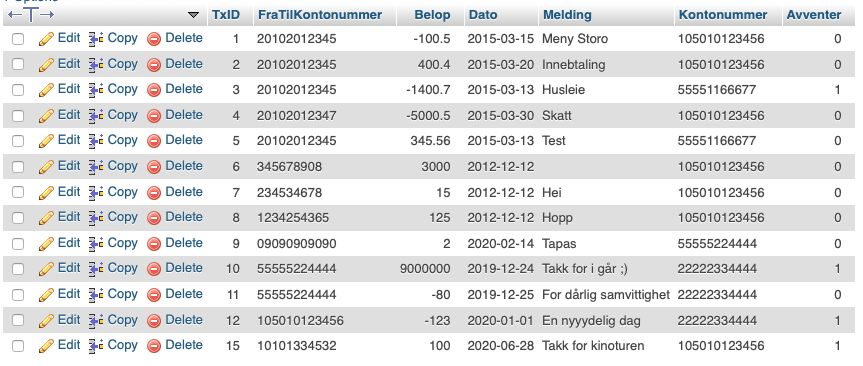 TxID FraTilKontonummer Belop Dato Melding Kontonummer Avventer
Edit Copy Delete 1 20102012345 -100.5 2015-03-15 Meny Storo 105010123456 0
Edit Copy Delete 2 20102012345 400.4 2015-03-20 Innebtaling 105010123456 0
Edit Copy Delete 3 20102012345 -1400.7 2015-03-13 Husleie 55551166677 1
Edit Copy Delete 4 20102012347 -5000.5 2015-03-30 Skatt 105010123456 0
Edit Copy Delete 5 20102012345 345.56 2015-03-13 Test 55551166677 0
Edit Copy Delete 6 345678908 3000 2012-12-12 105010123456 0
Edit Copy Delete 7 234534678 15 2012-12-12 Hei 105010123456 0
Edit Copy Delete 8 1234254365 125 2012-12-12 Hopp 105010123456 0
Edit Copy Delete 9 09090909090 2 2020-02-14 Tapas 55555224444 0
Edit Copy Delete 10 55555224444 9000000 2019-12-24 Takk for i går ;) 22222334444 1
Edit Copy Delete 11 55555224444 -80 2019-12-25 For dårlig samvittighet 22222334444 0
Edit Copy Delete 12 105010123456 -123 2020-01-01 En nyyydelig dag 22222334444 1
Edit Copy Delete 15 10101334532 100 2020-06-28 Takk for kinoturen 105010123456 1